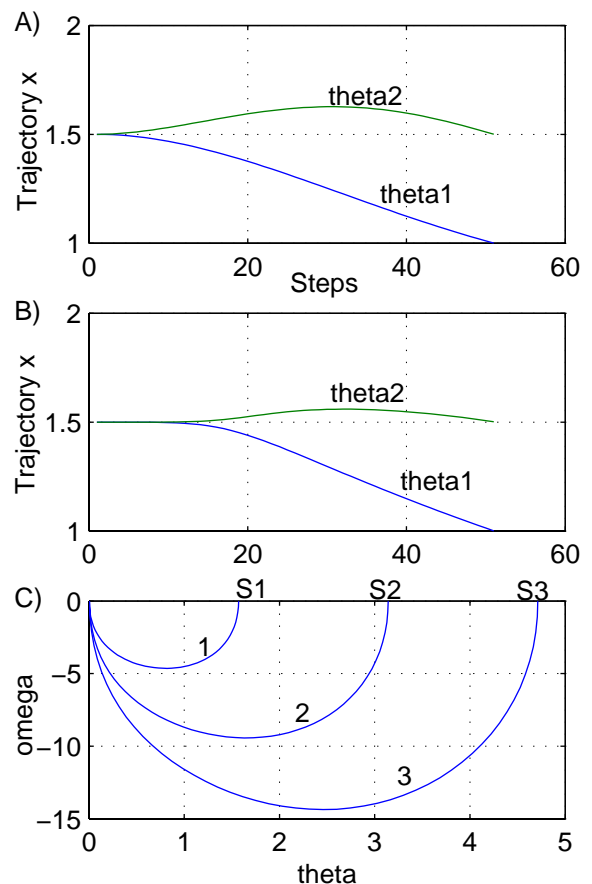 A)
2
1.5
1
Trajectory x
theta2
theta1
0
20
40
60
Steps
B)
2
1.5
1
Trajectory x
theta2
theta1
0
20
40
60
C)
S1
S2
S3
0
−5
−10
−15
omega
1
2
3
0
1
2
3
4
5
theta